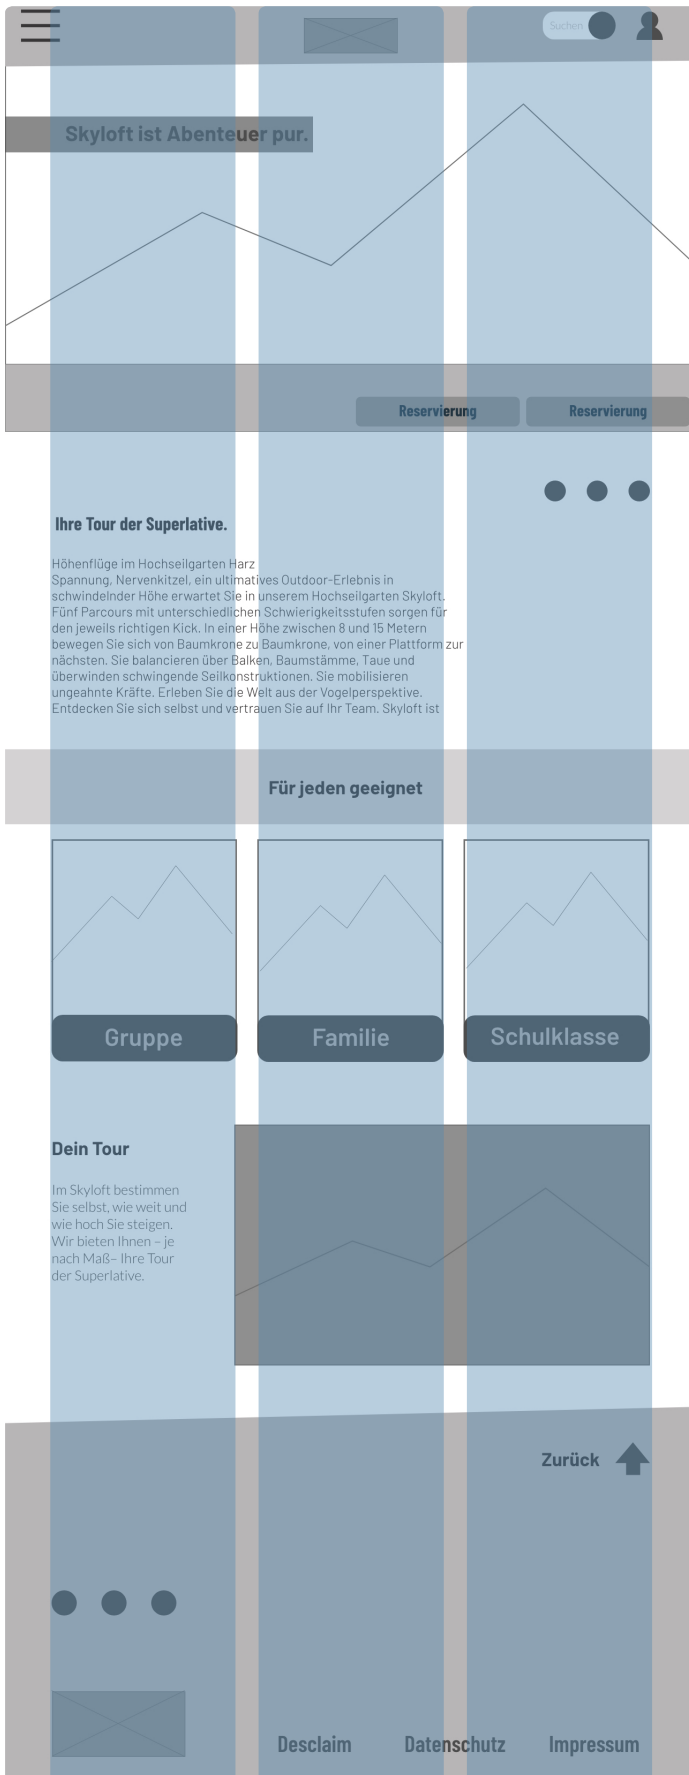 Suchen
Skyloft ist Abenteuer pur.
Reservierung
Reservierung
Ihre Tour der Superlative.
Höhenflüge im Hochseilgarten Harz
Spannung, Nervenkitzel, ein ultimatives Outdoor-Erlebnis in
schwindelnder Höhe erwartet Sie in unserem Hochseilgarten Skyloft.
Fünf Parcours mit unterschiedlichen Schwierigkeitsstufen sorgen für
den jeweils richtigen Kick. In einer Höhe zwischen 8 und 15 Metern
bewegen Sie sich von Baumkrone zu Baumkrone, von einer Plattform zur
nächsten. Sie balancieren über Balken, Baumstämme, Taue und
überwinden schwingende Seilkonstruktionen. Sie mobilisieren
ungeahnte Kräfte. Erleben Sie die Welt aus der Vogelperspektive.
Entdecken Sie sich selbst und vertrauen Sie auf Ihr Team. Skyloft ist
Für jeden geeignet
Gruppe
Familie
Schulklasse
Dein Tour
Im Skyloft bestimmen
Sie selbst, wie weit und
wie hoch Sie steigen.
Wir bieten Ihnen – je
nach Maß– Ihre Tour
der Superlative.
Zurück
Desclaim
Datenschutz
Impressum